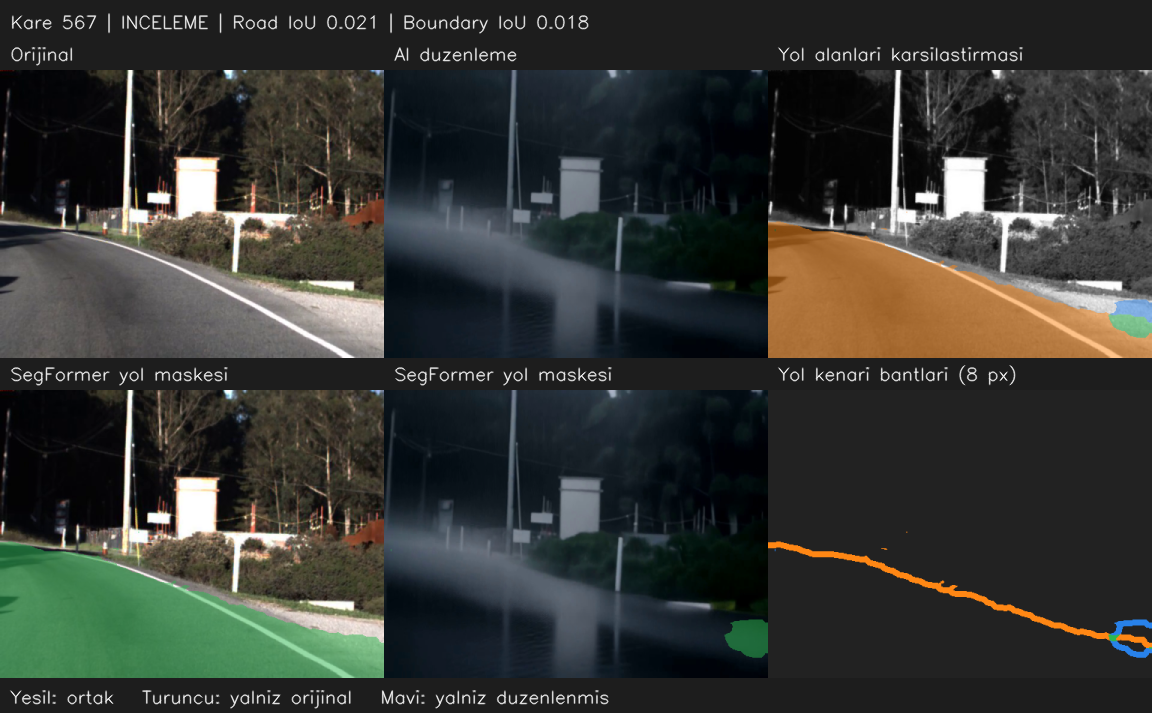 Kare 567 | INCELEME | Road IoU 0.021 | Boundary IoU 0.018
Orijinal
AI duzenleme
Yol alanlari karsilastirmasi
SegFormer yol maskesi
SegFormer yol maskesi
Yol kenari bantlari (8 px)
Yesil: ortak Turuncu: yalniz orijinal Mavi: yalniz duzenlenmis